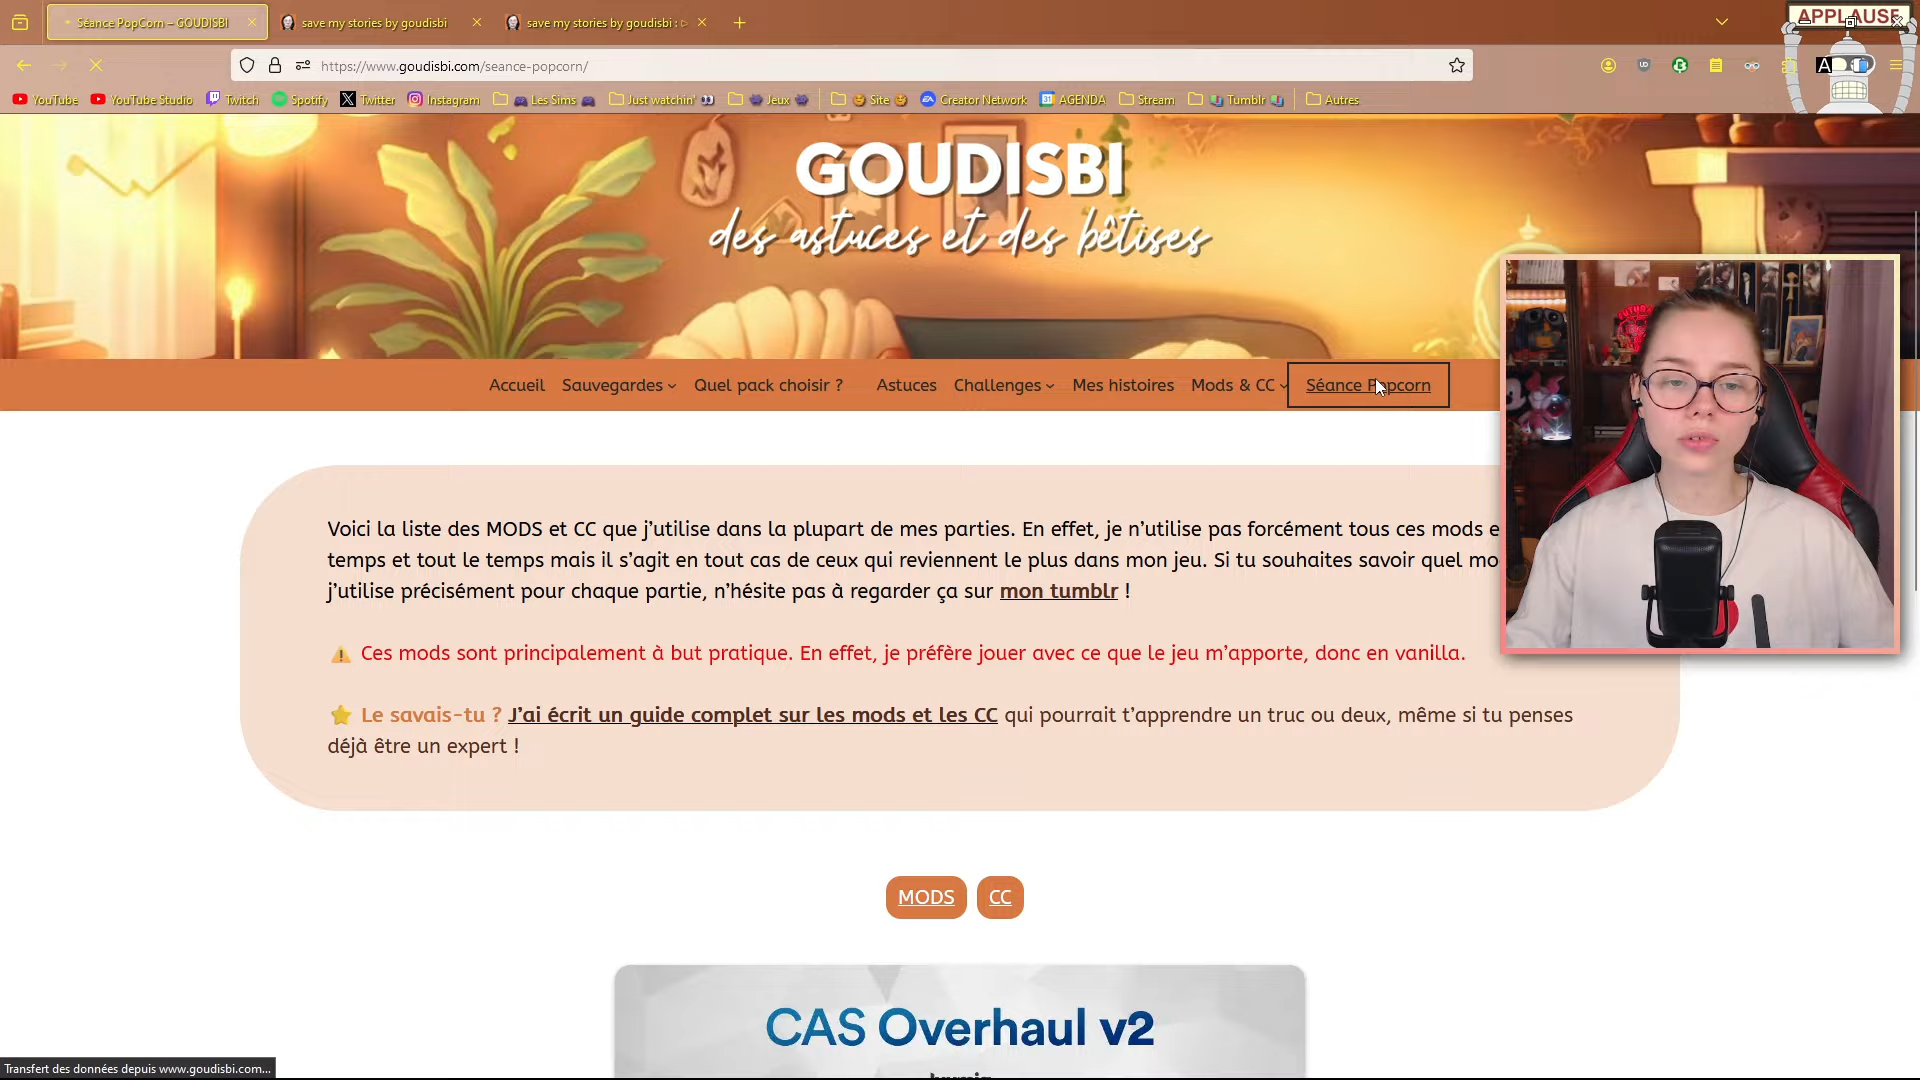 Séance PopCorn – GOUDISBI
save my stories by goudisbi
save my stories by goudisbi :
APPLAUSE
https://www.goudisbi.com/seance-popcorn/
YouTube YouTube Studio Twitch Spotify Twitter Instagram Les Sims Just watchin' Jeux Site Creator Network AGENDA Stream Tumblr Autres
GOUDISBI
des astuces et des bêtises
Accueil Sauvegardes Quel pack choisir ? Astuces Challenges Mes histoires Mods & CC Séance Popcorn
Voici la liste des MODS et CC que j'utilise dans la plupart de mes parties. En effet, je n'utilise pas forcément tous ces mods e
temps et tout le temps mais il s'agit en tout cas de ceux qui reviennent le plus dans mon jeu. Si tu souhaites savoir quel mo
j'utilise précisément pour chaque partie, n'hésite pas à regarder ça sur mon tumblr !
⚠ Ces mods sont principalement à but pratique. En effet, je préfère jouer avec ce que le jeu m'apporte, donc en vanilla.
⭐ Le savais-tu ? J'ai écrit un guide complet sur les mods et les CC qui pourrait t'apprendre un truc ou deux, même si tu penses
déjà être un expert !
MODS CC
CAS Overhaul v2
Transfert des données depuis www.goudisbi.com...